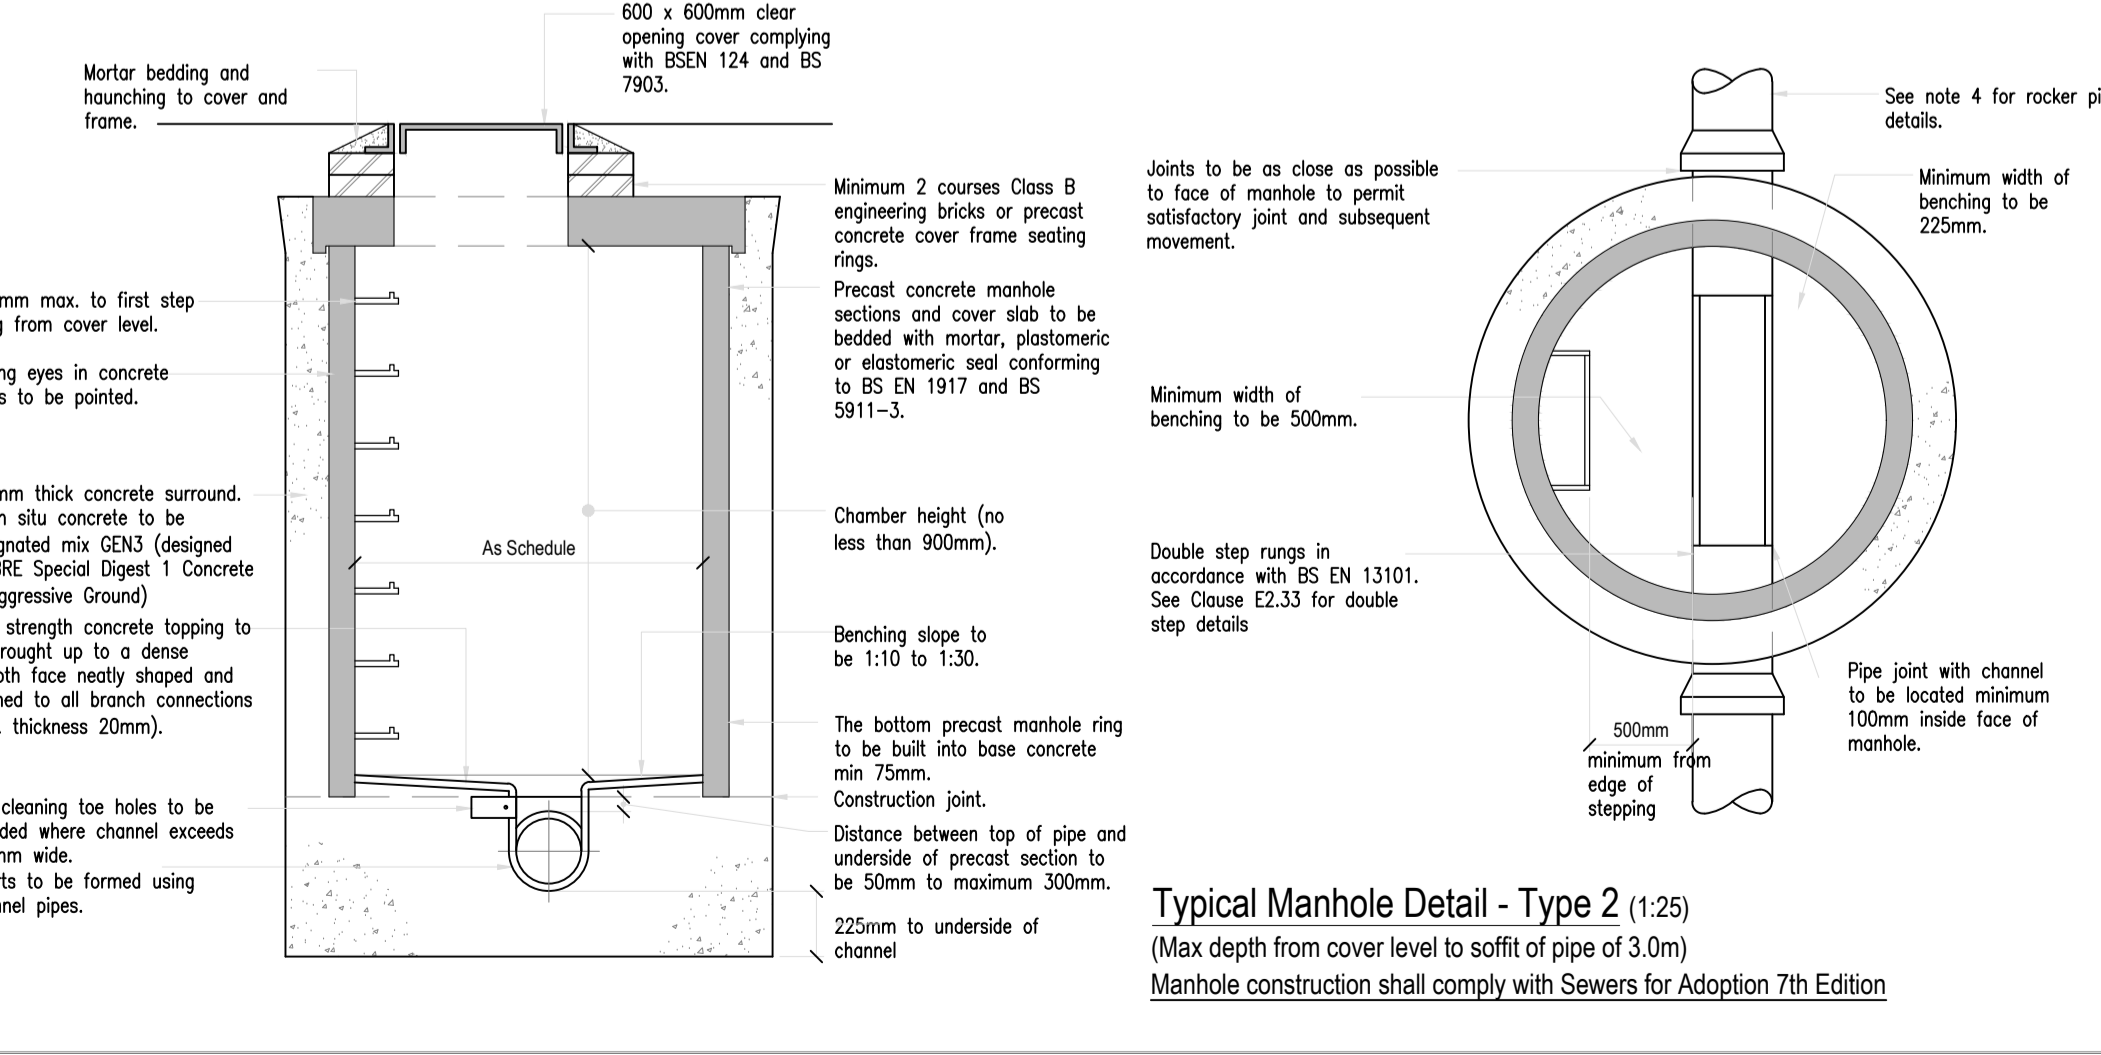 600 x 600mm clear
opening cover complying
with BSEN 124 and BS
7903.
Mortar bedding and
haunching to cover and
frame.
Minimum 2 courses Class B
engineering bricks or precast
concrete cover frame seating
rings.
Precast concrete manhole
sections and cover slab to be
bedded with mortar, plastomeric
or elastomeric seal conforming
to BS EN 1917 and BS
5911-3.
mm max. to first step
from cover level.
eyes in concrete
to be pointed.
mm thick concrete surround.
situ concrete to be
mix GEN3 (designed
BRE Special Digest 1 Concrete
Ground)
strength concrete topping to
up to a dense
face neatly shaped and
to all branch connections
thickness 20mm).
As Schedule
Chamber height (no
less than 900mm).
Benching slope to
be 1:10 to 1:30.
The bottom precast manhole ring
to be built into base concrete
min 75mm.
Construction joint.
Distance between top of pipe and
underside of precast section to
be 50mm to maximum 300mm.
225mm to underside of
channel
cleaning toe holes to be
where channel exceeds
mm wide.
to be formed using
pipes.
See note 4 for rocker
details.
Joints to be as close as possible
to face of manhole to permit
satisfactory joint and subsequent
movement.
Minimum width of
benching to be
225mm.
Minimum width of
benching to be 500mm.
Double step rungs in
accordance with BS EN 13101.
See Clause E2.33 for double
step details
500mm
minimum from
edge of
stepping
Pipe joint with channel
to be located minimum
100mm inside face of
manhole.
Typical Manhole Detail - Type 2 (1:25)
(Max depth from cover level to soffit of pipe of 3.0m)
Manhole construction shall comply with Sewers for Adoption 7th Edition